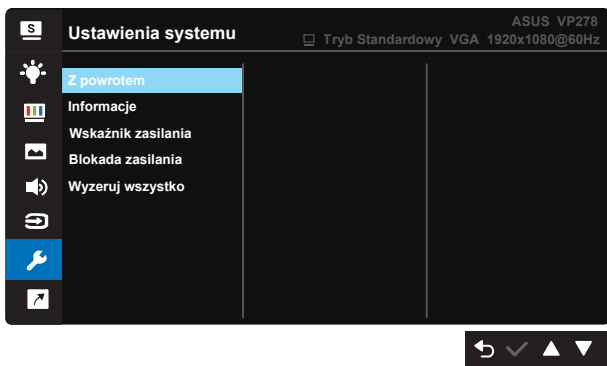 S
Ustawienia systemu
ASUS VP278
Tryb Standardowy VGA 1920x1080@60Hz
Z powrotem
Informacje
Wskaźnik zasilania
Blokada zasilania
Wyzeruj wszystko